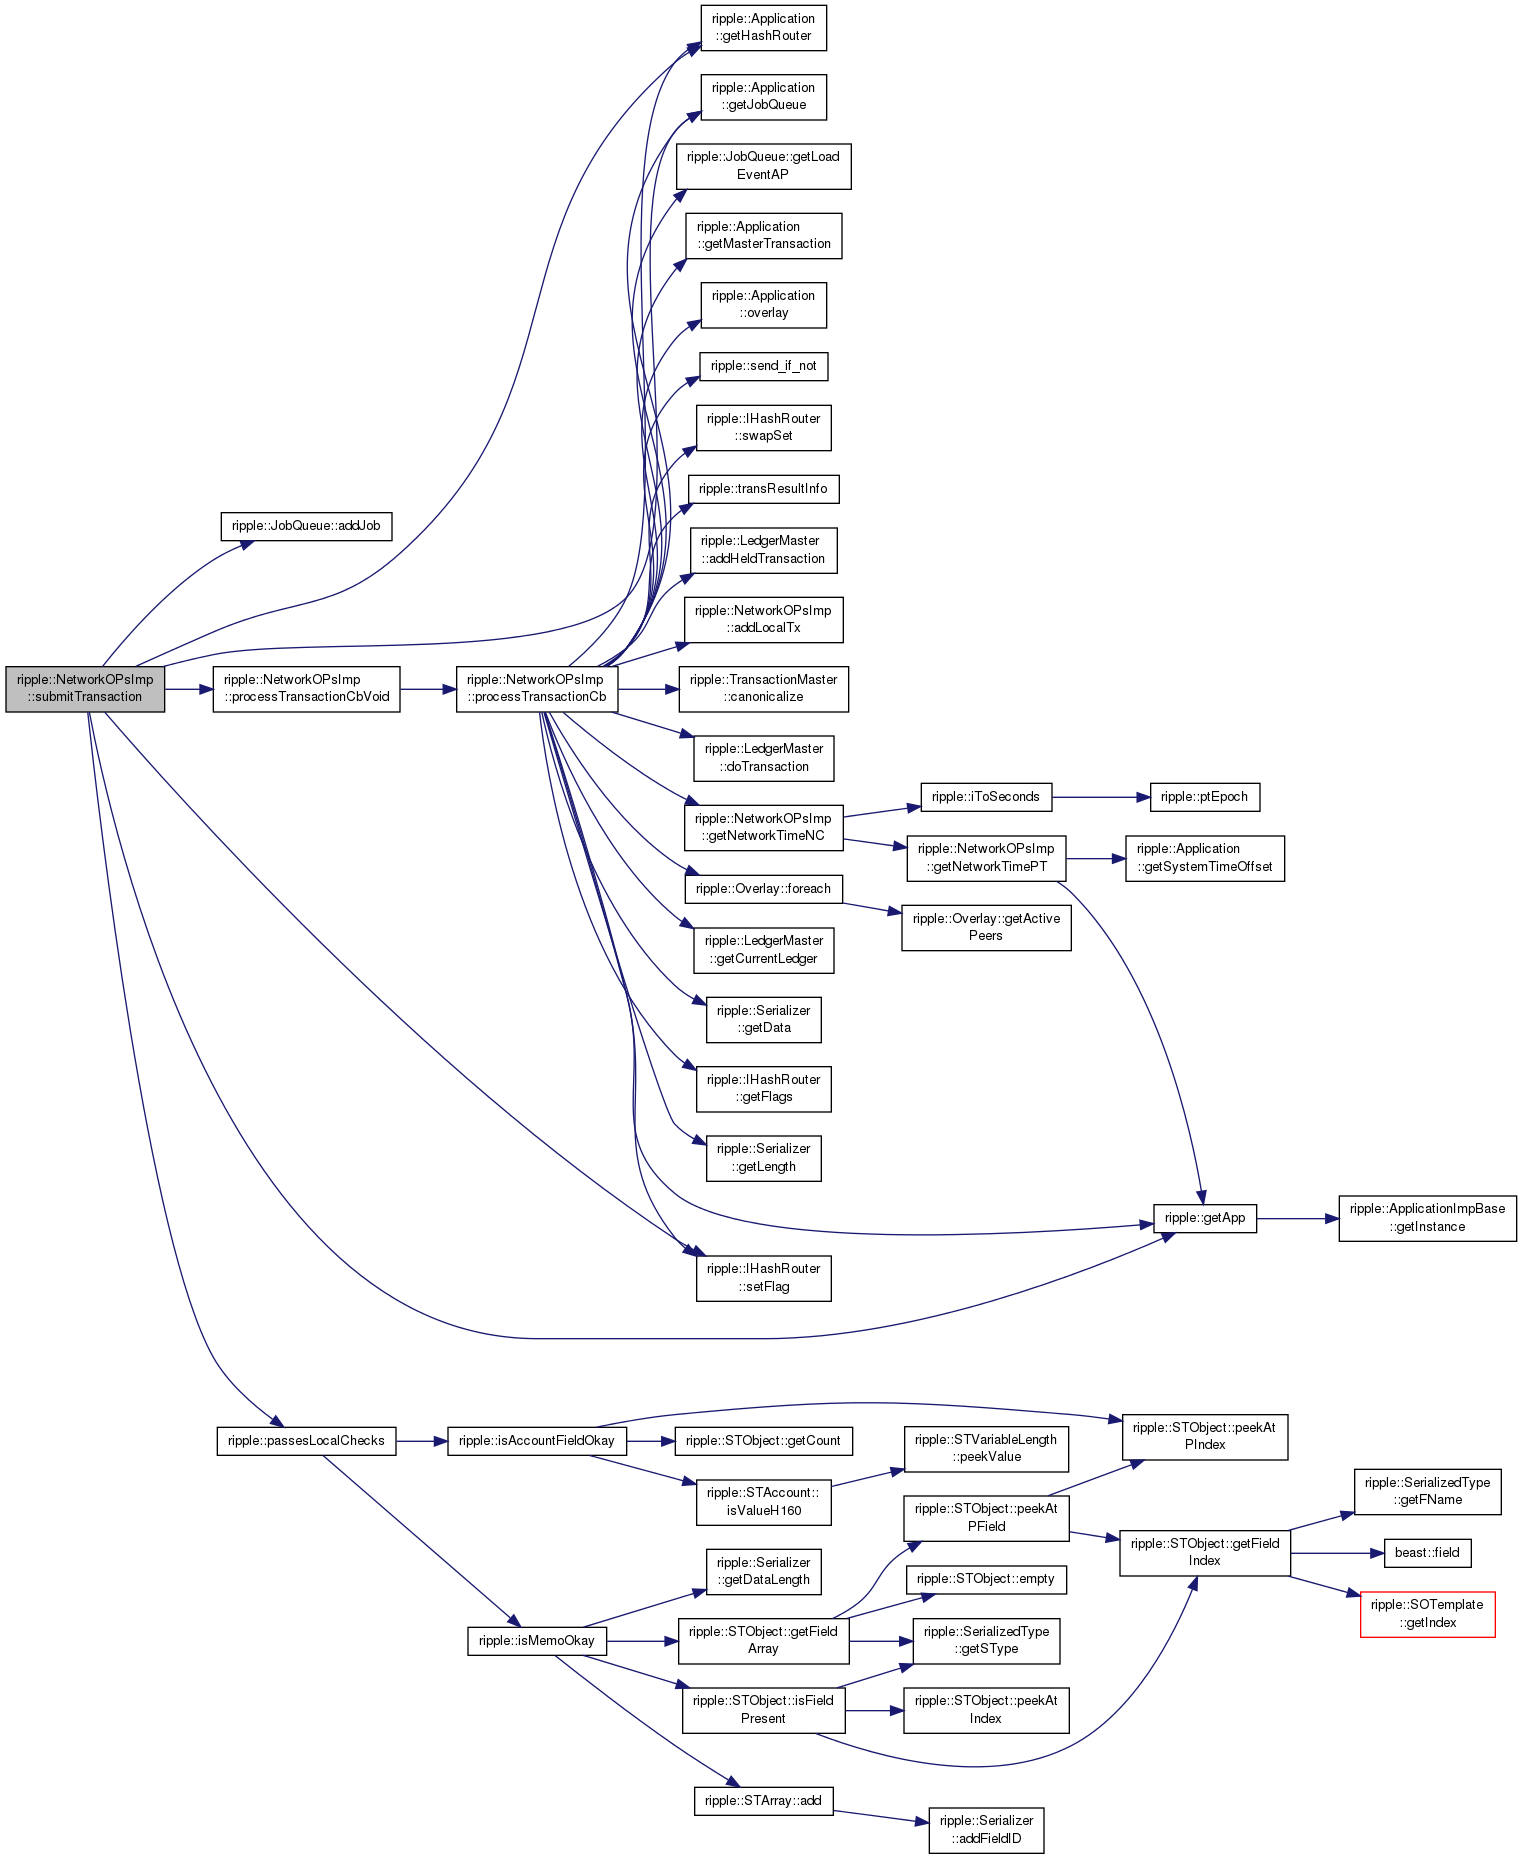 ripple::Application
::getHashRouter
ripple::Application
::getJobQueue
ripple::JobQueue::getLoad
EventAP
ripple::Application
::getMasterTransaction
ripple::Application
::overlay
ripple::send_if_not
ripple::IHashRouter
::swapSet
ripple::transResultInfo
ripple::JobQueue::addJob
ripple::LedgerMaster
::addHeldTransaction
ripple::NetworkOPsImp
::addLocalTx
ripple::NetworkOPsImp
::submitTransaction
ripple::NetworkOPsImp
::processTransactionCbVoid
ripple::NetworkOPsImp
::processTransactionCb
ripple::TransactionMaster
::canonicalize
ripple::LedgerMaster
::doTransaction
ripple::NetworkOPsImp
::getNetworkTimeNC
ripple::iToSeconds
ripple::ptEpoch
ripple::NetworkOPsImp
::getNetworkTimePT
ripple::Application
::getSystemTimeOffset
ripple::Overlay::foreach
ripple::Overlay::getActive
Peers
ripple::LedgerMaster
::getCurrentLedger
ripple::Serializer
::getData
ripple::IHashRouter
::getFlags
ripple::Serializer
::getLength
ripple::getApp
ripple::ApplicationImpBase
::getInstance
ripple::IHashRouter
::setFlag
ripple::passesLocalChecks
ripple::isAccountFieldOkay
ripple::STObject::getCount
ripple::STVariableLength
::peekValue
ripple::STObject::peekAt
PIndex
ripple::STAccount::
isValueH160
ripple::STObject::peekAt
PField
ripple::SerializedType
::getFName
ripple::STObject::getField
Index
beast::field
ripple::Serializer
::getDataLength
ripple::STObject::empty
ripple::SOTemplate
::getIndex
ripple::isMemoOkay
ripple::STObject::getField
Array
ripple::SerializedType
::getSType
ripple::STObject::isField
Present
ripple::STObject::peekAt
Index
ripple::STArray::add
ripple::Serializer
::addFieldID